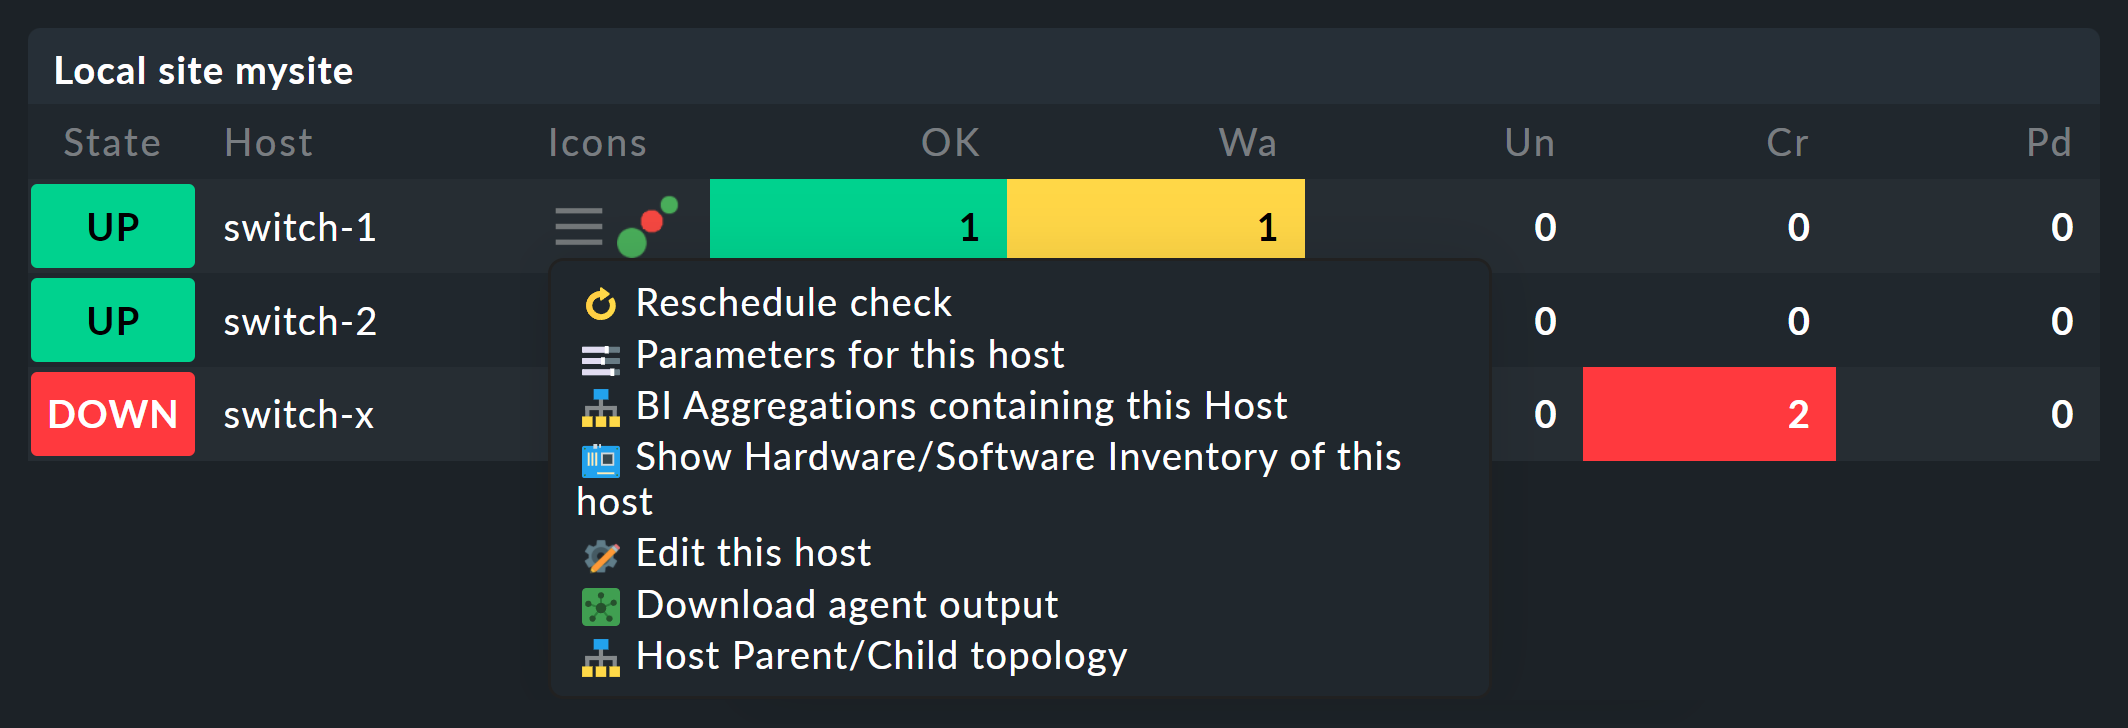 Local site mysite
State Host Icons OK Wa Un Cr Pd
UP switch-1 1 1 0 0 0
UP switch-2 0 0 0
DOWN switch-x 0 2 0
Reschedule check
Parameters for this host
BI Aggregations containing this Host
Show Hardware/Software Inventory of this
host
Edit this host
Download agent output
Host Parent/Child topology